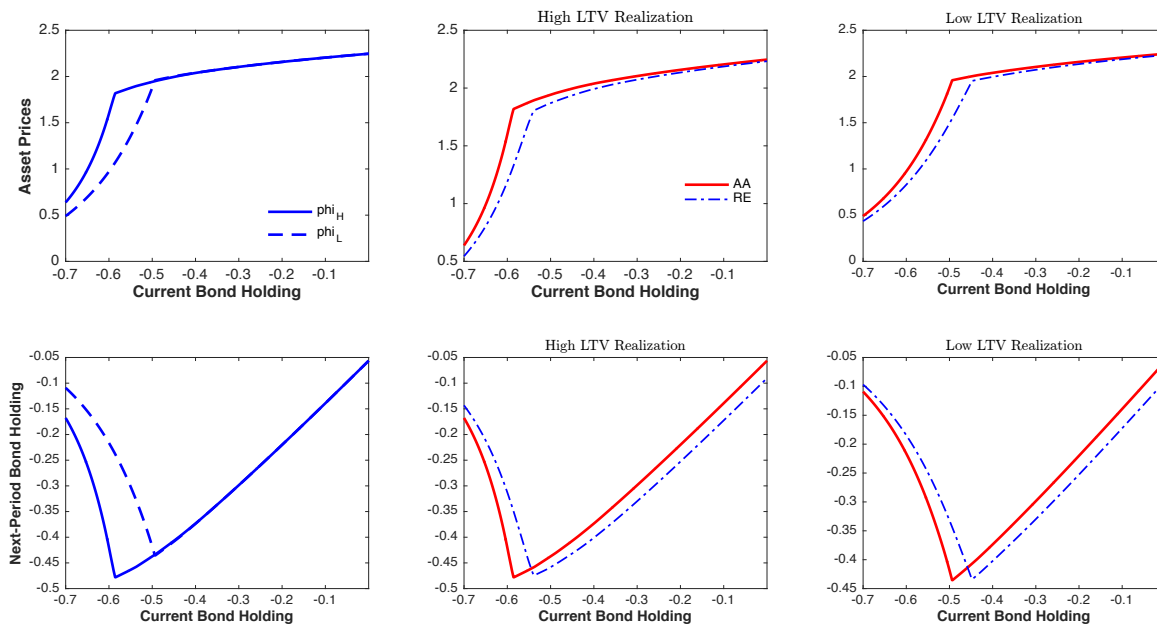 High LTV Realization
Low LTV Realization
2.5
2
1.5
1
0.5
0
Asset Prices
phi_H
phi_L
-0.7 -0.6 -0.5 -0.4 -0.3 -0.2 -0.1
Current Bond Holding
2.5
2
1.5
1
0.5
AA
RE
-0.7 -0.6 -0.5 -0.4 -0.3 -0.2 -0.1
Current Bond Holding
2.5
2
1.5
1
0.5
0
-0.7 -0.6 -0.5 -0.4 -0.3 -0.2 -0.1
Current Bond Holding
High LTV Realization
Low LTV Realization
-0.05
-0.1
-0.15
-0.2
-0.25
-0.3
-0.35
-0.4
-0.45
-0.5
Next-Period Bond Holding
-0.7 -0.6 -0.5 -0.4 -0.3 -0.2 -0.1
Current Bond Holding
-0.05
-0.1
-0.15
-0.2
-0.25
-0.3
-0.35
-0.4
-0.45
-0.5
-0.7 -0.6 -0.5 -0.4 -0.3 -0.2 -0.1
Current Bond Holding
-0.05
-0.1
-0.15
-0.2
-0.25
-0.3
-0.35
-0.4
-0.45
-0.7 -0.6 -0.5 -0.4 -0.3 -0.2 -0.1
Current Bond Holding